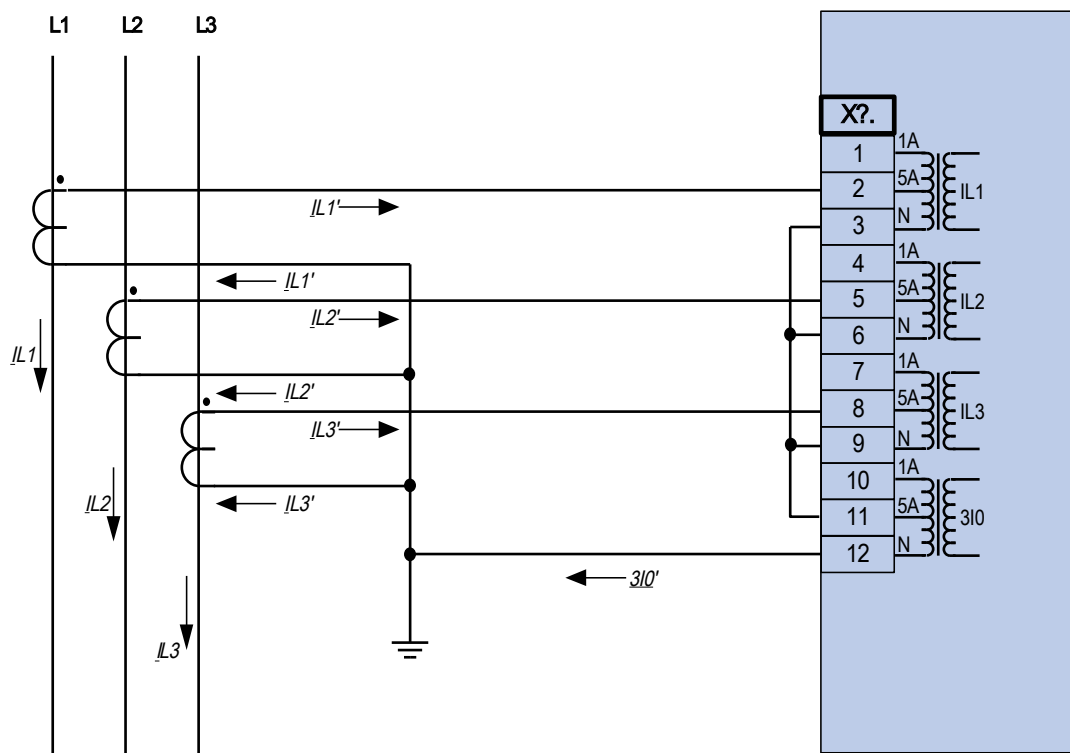 L1 L2 L3
X?.
1 1A
2 5A IL1
3 N
4 1A
5 5A IL2
6 N
7 1A
8 5A IL3
9 N
10 1A
11 5A 3I0
12 N
IL1'
IL1'
IL2'
IL1
IL2'
IL3'
IL2
IL3'
3I0'
IL3